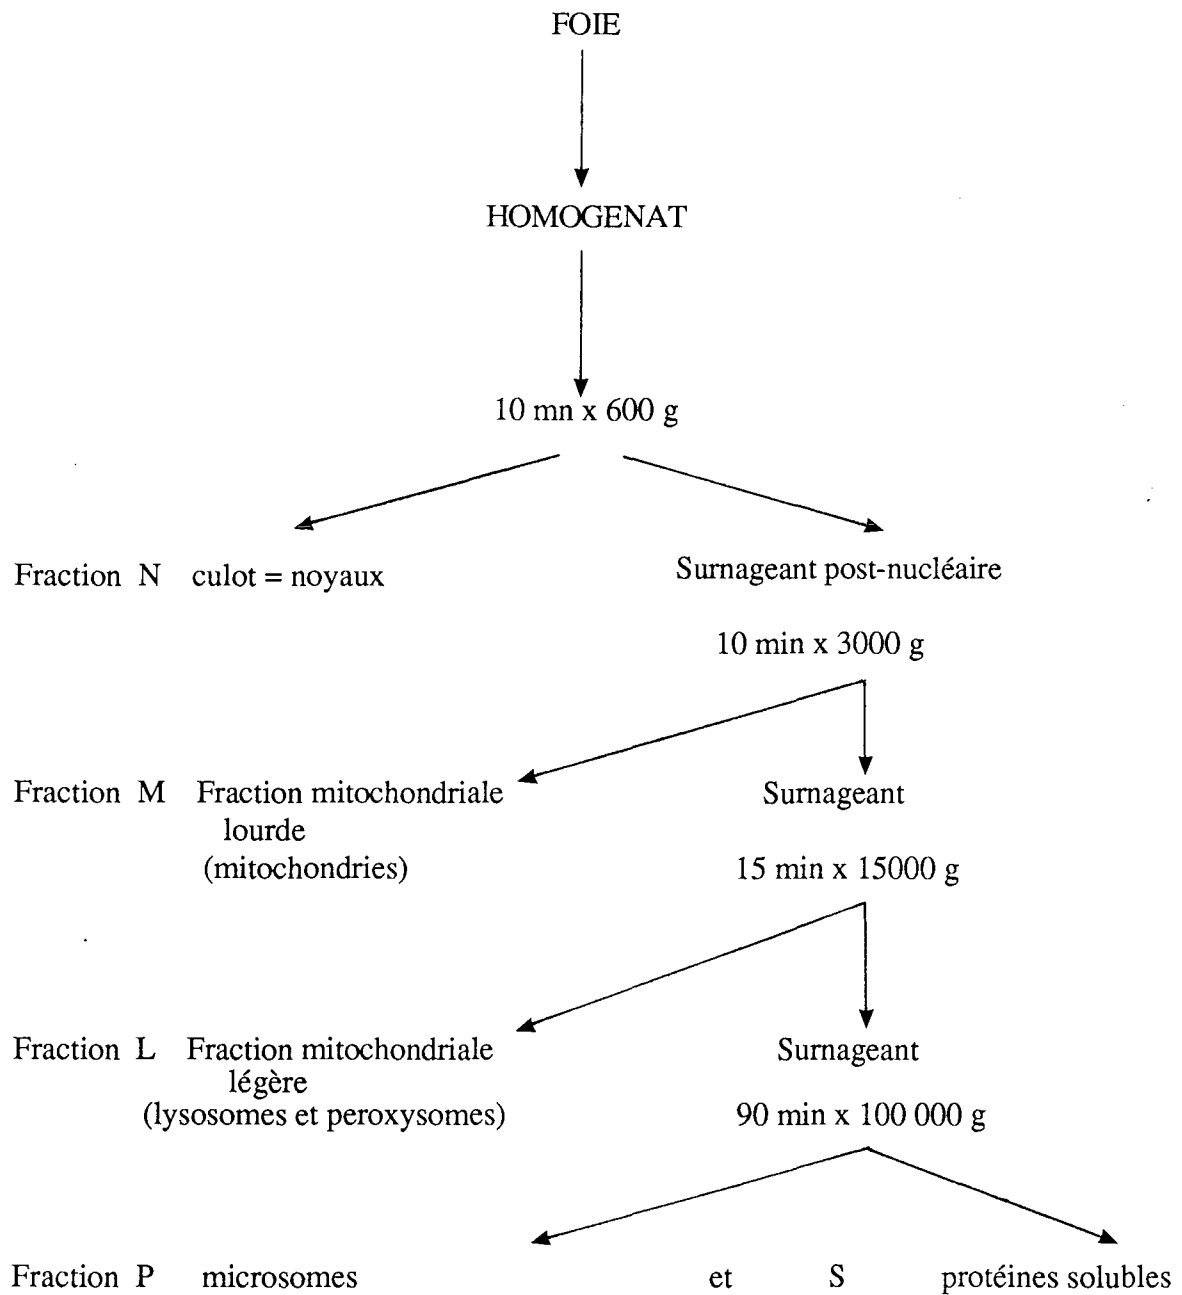 FOIE
HOMOGENAT
10 mn x 600 g
Fraction N culot = noyaux
Surnageant post-nucléaire
10 min x 3000 g
Fraction M Fraction mitochondriale
lourde
(mitochondries)
Surnageant
15 min x 15000 g
Fraction L Fraction mitochondriale
légère
(lysosomes et peroxysomes)
Surnageant
90 min x 100 000 g
Fraction P microsomes et S protéines solubles